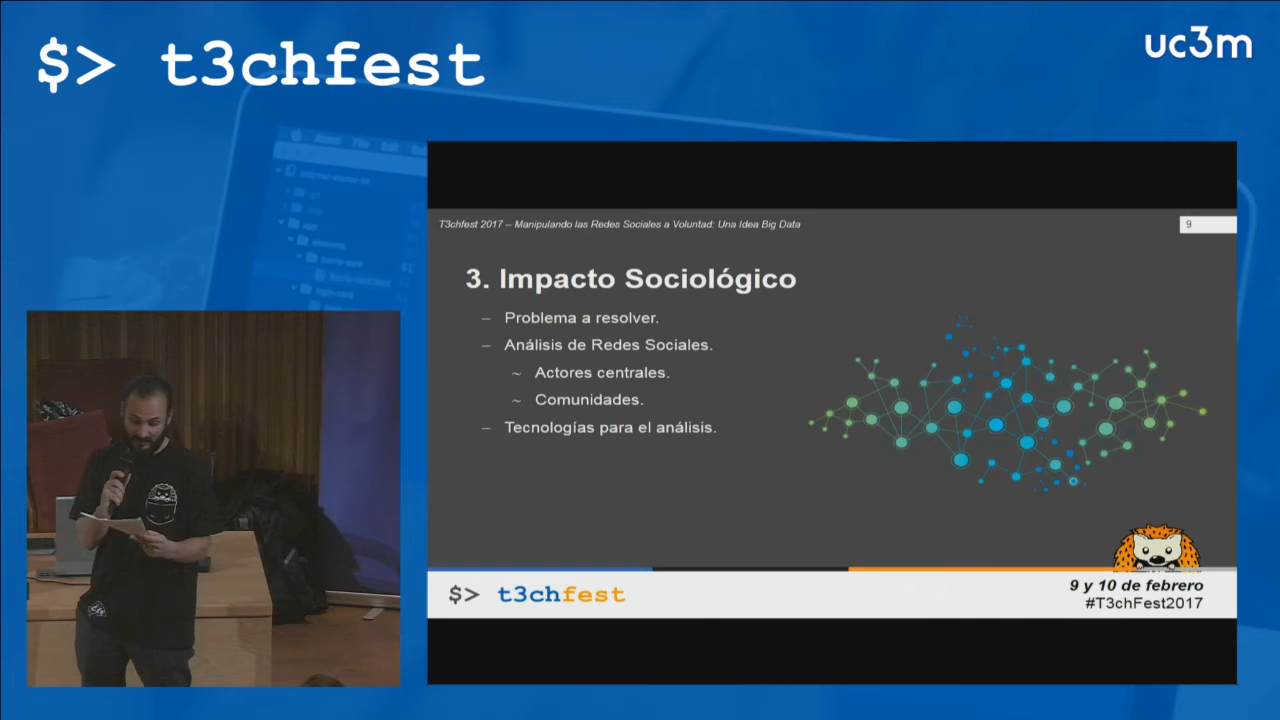 $> t3chfest
uc3m
T3chfest 2017 – Manipulando las Redes Sociales a Voluntad: Una Idea Big Data
9
3. Impacto Sociológico
– Problema a resolver.
– Análisis de Redes Sociales.
~ Actores centrales.
~ Comunidades.
– Tecnologías para el análisis.
$> t3chfest
9 y 10 de febrero
#T3chFest2017